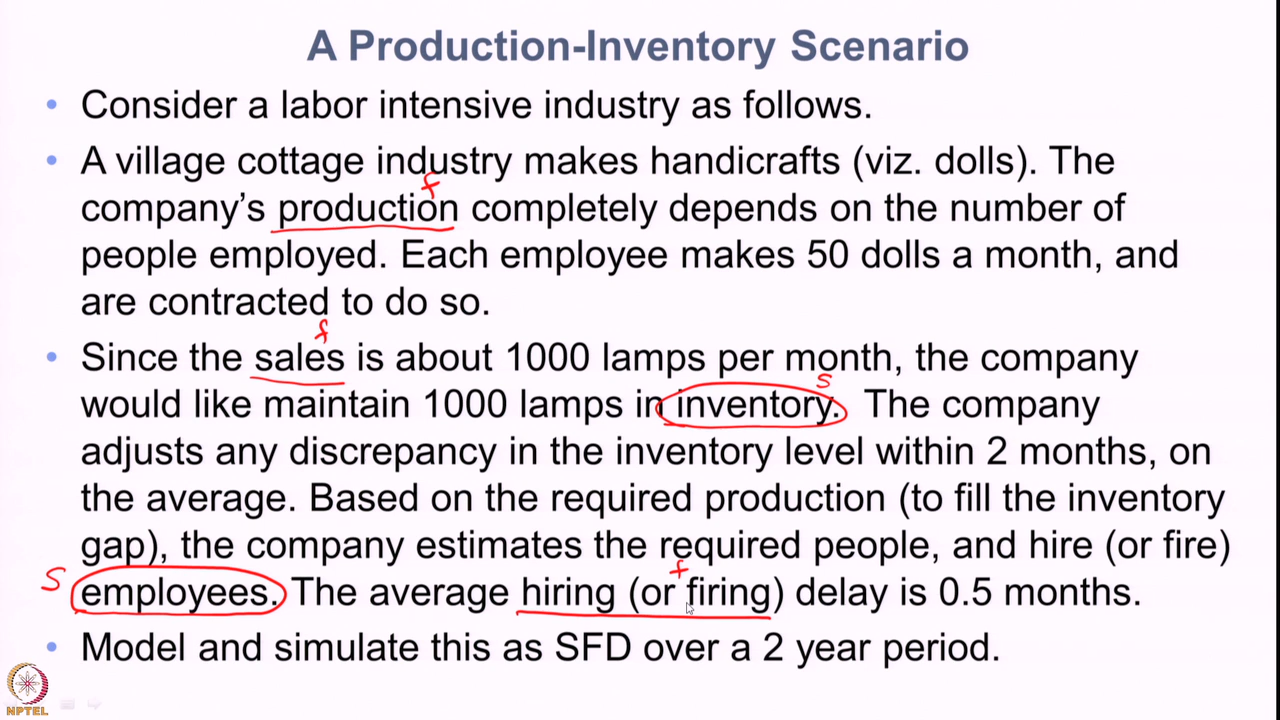 A Production-Inventory Scenario
• Consider a labor intensive industry as follows.
• A village cottage industry makes handicrafts (viz. dolls). The
f
company's production completely depends on the number of
people employed. Each employee makes 50 dolls a month, and
are contracted to do so.
f
• Since the sales is about 1000 lamps per month, the company
s
would like maintain 1000 lamps in inventory. The company
adjusts any discrepancy in the inventory level within 2 months, on
the average. Based on the required production (to fill the inventory
gap), the company estimates the required people, and hire (or fire)
s f
employees. The average hiring (or firing) delay is 0.5 months.
• Model and simulate this as SFD over a 2 year period.
NPTEL